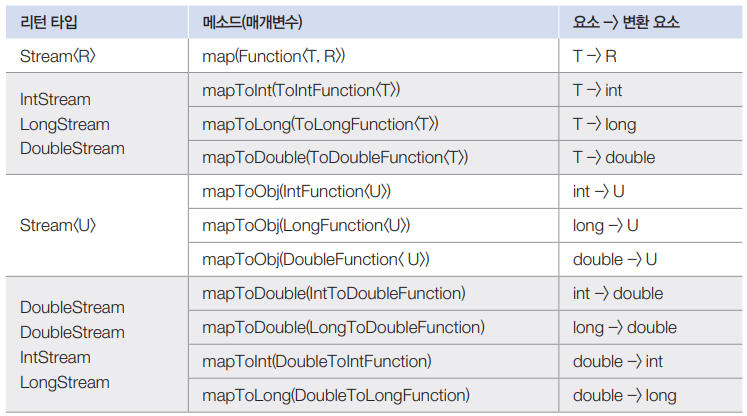 리턴 타입 메소드(매개변수) 요소 -> 변환 요소
Stream<R> map(Function<T, R>) T -> R
IntStream
LongStream
DoubleStream
mapToInt(ToIntFunction<T>) T -> int
mapToLong(ToLongFunction<T>) T -> long
mapToDouble(ToDoubleFunction<T>) T -> double
Stream<U>
mapToObj(IntFunction<U>) int -> U
mapToObj(LongFunction<U>) long -> U
mapToObj(DoubleFunction< U>) double -> U
DoubleStream
DoubleStream
IntStream
LongStream
mapToDouble(IntToDoubleFunction) int -> double
mapToDouble(LongToDoubleFunction) long -> double
mapToInt(DoubleToIntFunction) double -> int
mapToLong(DoubleToLongFunction) double -> long